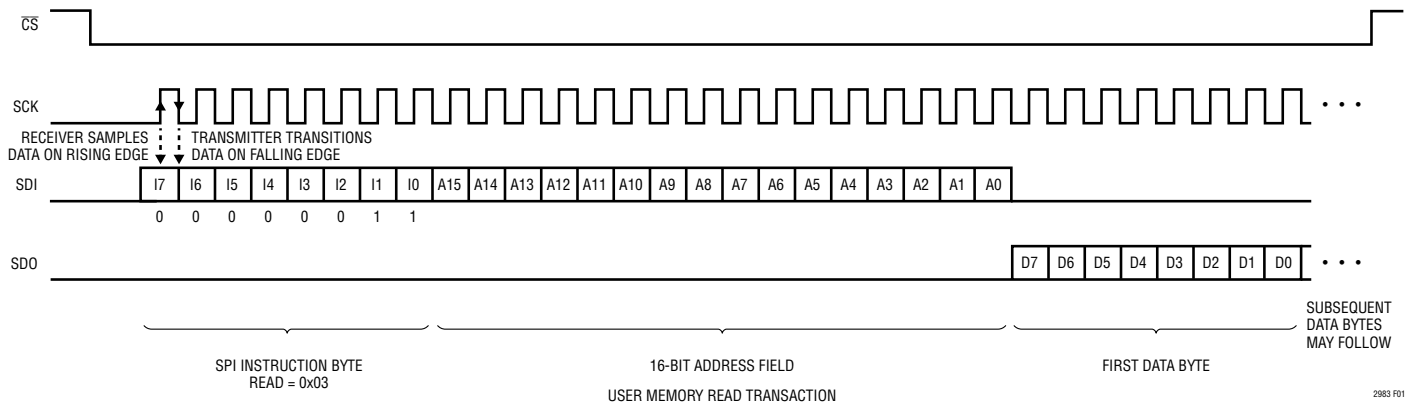 CS
SCK
RECEIVER SAMPLES
DATA ON RISING EDGE
TRANSMITTER TRANSITIONS
DATA ON FALLING EDGE
SDI
I7 I6 I5 I4 I3 I2 I1 I0 A15 A14 A13 A12 A11 A10 A9 A8 A7 A6 A5 A4 A3 A2 A1 A0
0 0 0 0 0 0 1 1
SDO
D7 D6 D5 D4 D3 D2 D1 D0
• • •
• • •
SUBSEQUENT
DATA BYTES
MAY FOLLOW
SPI INSTRUCTION BYTE
READ = 0x03
16-BIT ADDRESS FIELD
FIRST DATA BYTE
USER MEMORY READ TRANSACTION
2983 F01